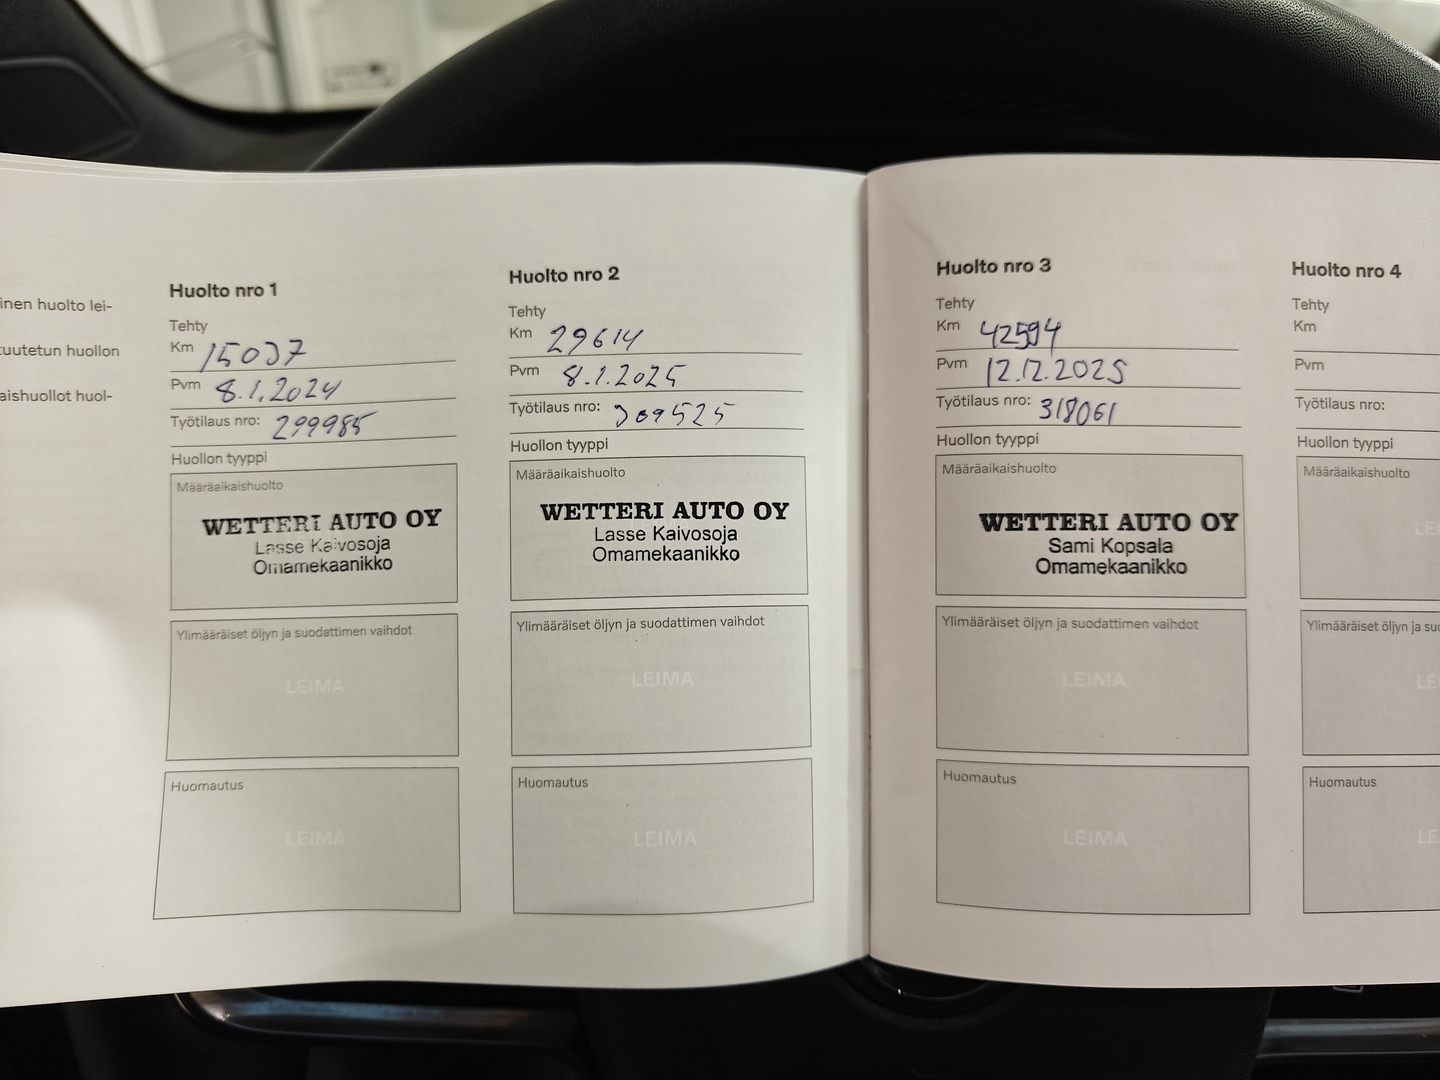 inen huolto lei-
tuutetun huollon
aishuollot huol-
Huolto nro 1
Tehty
Km 15037
Pvm 8.1.2024
Työtilaus nro: 299985
Huollon tyyppi
Määräaikaishuolto
WETTERI AUTO OY
Lasse Kaivosoja
Omamekaanikko
Ylimääräiset öljyn ja suodattimen vaihdot
LEIMA
Huomautus
LEIMA
Huolto nro 2
Tehty
Km 29614
Pvm 8.1.2025
Työtilaus nro: 309525
Huollon tyyppi
Määräaikaishuolto
WETTERI AUTO OY
Lasse Kaivosoja
Omamekaanikko
Ylimääräiset öljyn ja suodattimen vaihdot
LEIMA
Huomautus
LEIMA
Huolto nro 3
Tehty
Km 42594
Pvm 12.12.2025
Työtilaus nro: 318061
Huollon tyyppi
Määräaikaishuolto
WETTERI AUTO OY
Sami Kopsala
Omamekaanikko
Ylimääräiset öljyn ja suodattimen vaihdot
LEIMA
Huomautus
LEIMA
Huolto nro 4
Tehty
Km
Pvm
Työtilaus nro:
Huollon tyyppi
Määräaikaishuolto
LEI
Ylimääräiset öljyn ja suo
LE
Huomautus
LE